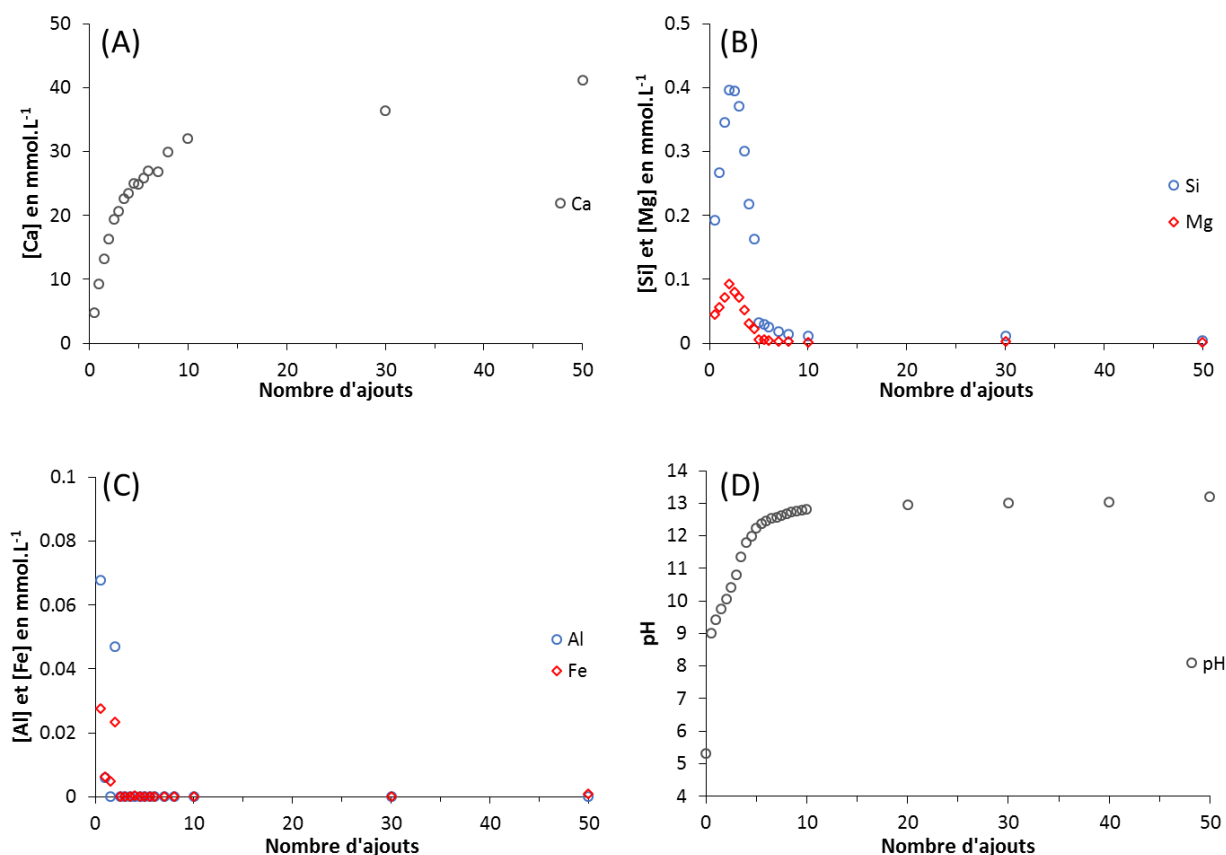 (A)
[Ca] en mmol.L⁻¹
50
40
30
20
10
0
0 10 20 30 40 50
Nombre d'ajouts
Ca
(B)
[Si] et [Mg] en mmol.L⁻¹
0.5
0.4
0.3
0.2
0.1
0
0 10 20 30 40 50
Nombre d'ajouts
Si
Mg
(C)
[Al] et [Fe] en mmol.L⁻¹
0.1
0.08
0.06
0.04
0.02
0
0 10 20 30 40 50
Nombre d'ajouts
Al
Fe
(D)
pH
14
13
12
11
10
9
8
7
6
5
4
0 10 20 30 40 50
Nombre d'ajouts
pH